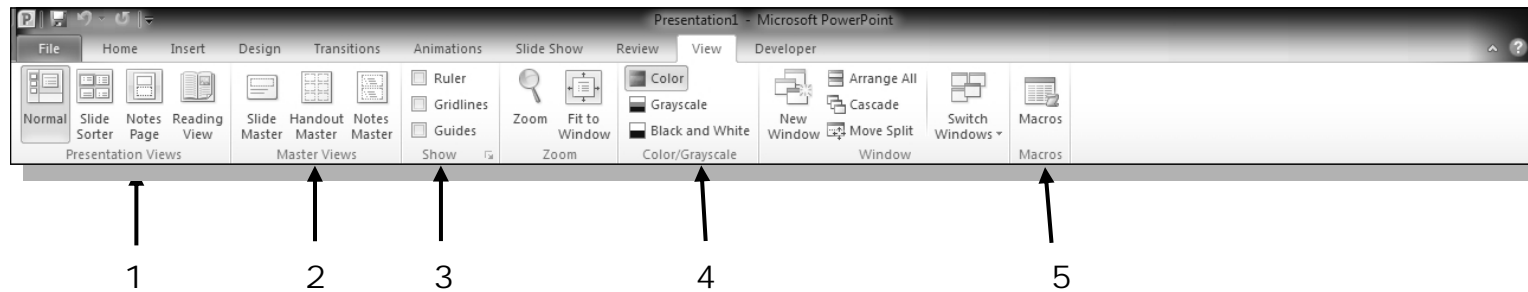 Presentation1 - Microsoft PowerPoint
File Home Insert Design Transitions Animations Slide Show Review View Developer
Normal
Slide Sorter
Notes Page
Reading View
Presentation Views
Slide Master
Handout Master
Notes Master
Master Views
Ruler
Gridlines
Guides
Show
Zoom
Fit to Window
Zoom
Color
Grayscale
Black and White
Color/Grayscale
New Window
Arrange All
Cascade
Move Split
Switch Windows
Window
Macros
Macros
1 2 3 4 5